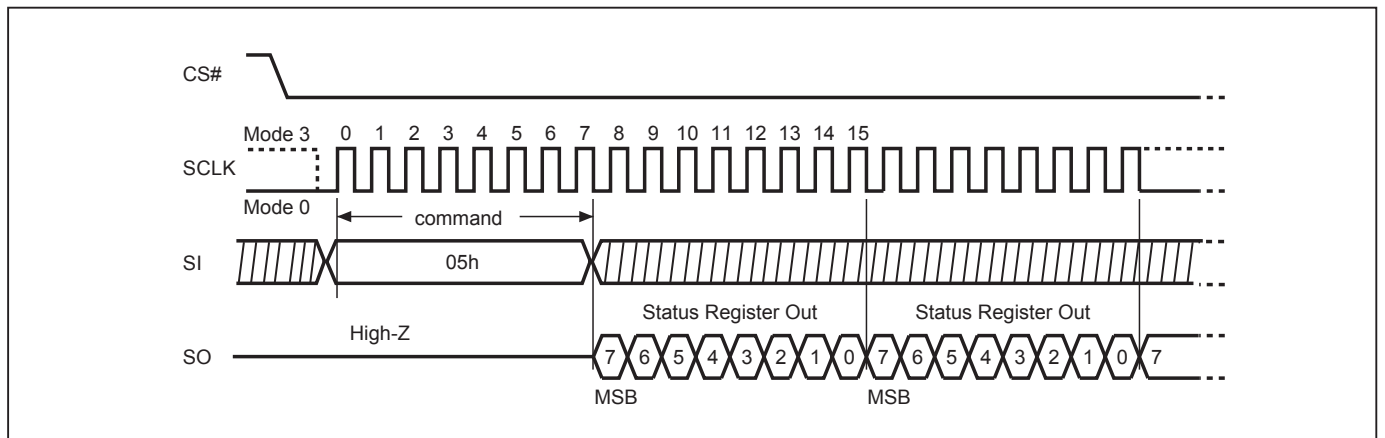 CS#
Mode 3 0 1 2 3 4 5 6 7 8 9 10 11 12 13 14 15
SCLK
Mode 0
command
SI 05h
Status Register Out Status Register Out
High-Z
SO 7 6 5 4 3 2 1 0 7 6 5 4 3 2 1 0 7
MSB MSB